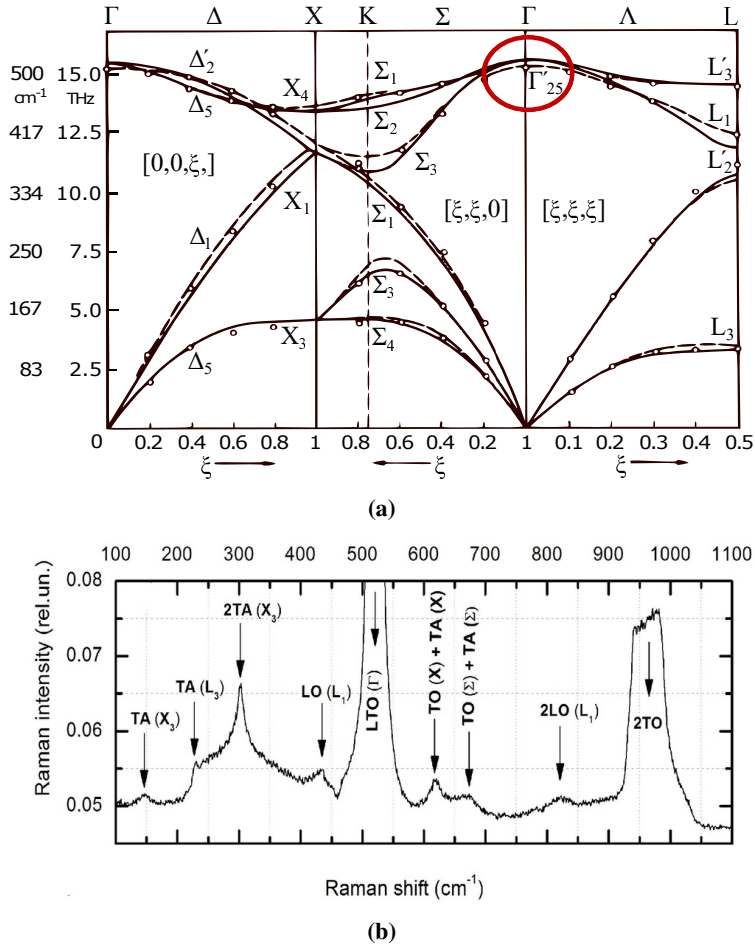 Γ Δ X K Σ Γ Λ L
500 15.0 Δ′2 X4 Σ1 Γ′25 L′3
cm-1 THz Δ5 Σ2 L1
417 12.5 Σ3 L′2
[0,0,ξ,] [ξ,ξ,0] [ξ,ξ,ξ]
334 10.0 X1 Σ1
250 7.5 Δ1 Σ3
167 5.0 X3 Σ4 L3
83 2.5 Δ5
0 0.2 0.4 0.6 0.8 1 0.8 0.6 0.4 0.2 1 0.1 0.2 0.3 0.4 0.5
ξ ξ ξ
(a)
100 200 300 400 500 600 700 800 900 1000 1100
0.08
0.07
0.06
0.05
Raman intensity (rel.un.)
TA (X3)
TA (L3)
2TA (X3)
LO (L1)
LTO (Γ)
TO (X) + TA (X)
TO (Σ) + TA (Σ)
2LO (L1)
2TO
Raman shift (cm-1)
(b)